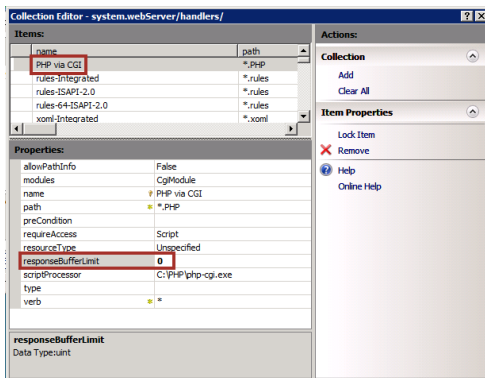 Collection Editor - system.webServer/handlers/
Items:
name path
PHP via CGI *.PHP
rules-Integrated *.rules
rules-ISAPI-2.0 *.rules
rules-64-ISAPI-2.0 *.rules
xoml-Integrated *.xoml
Properties:
allowPathInfo False
modules CgiModule
name PHP via CGI
path *.PHP
preCondition
requireAccess Script
resourceType Unspecified
responseBufferLimit 0
scriptProcessor C:\PHP\php-cgi.exe
type
verb *
responseBufferLimit
Data Type:uint
Actions:
Collection
Add
Clear All
Item Properties
Lock Item
Remove
Help
Online Help